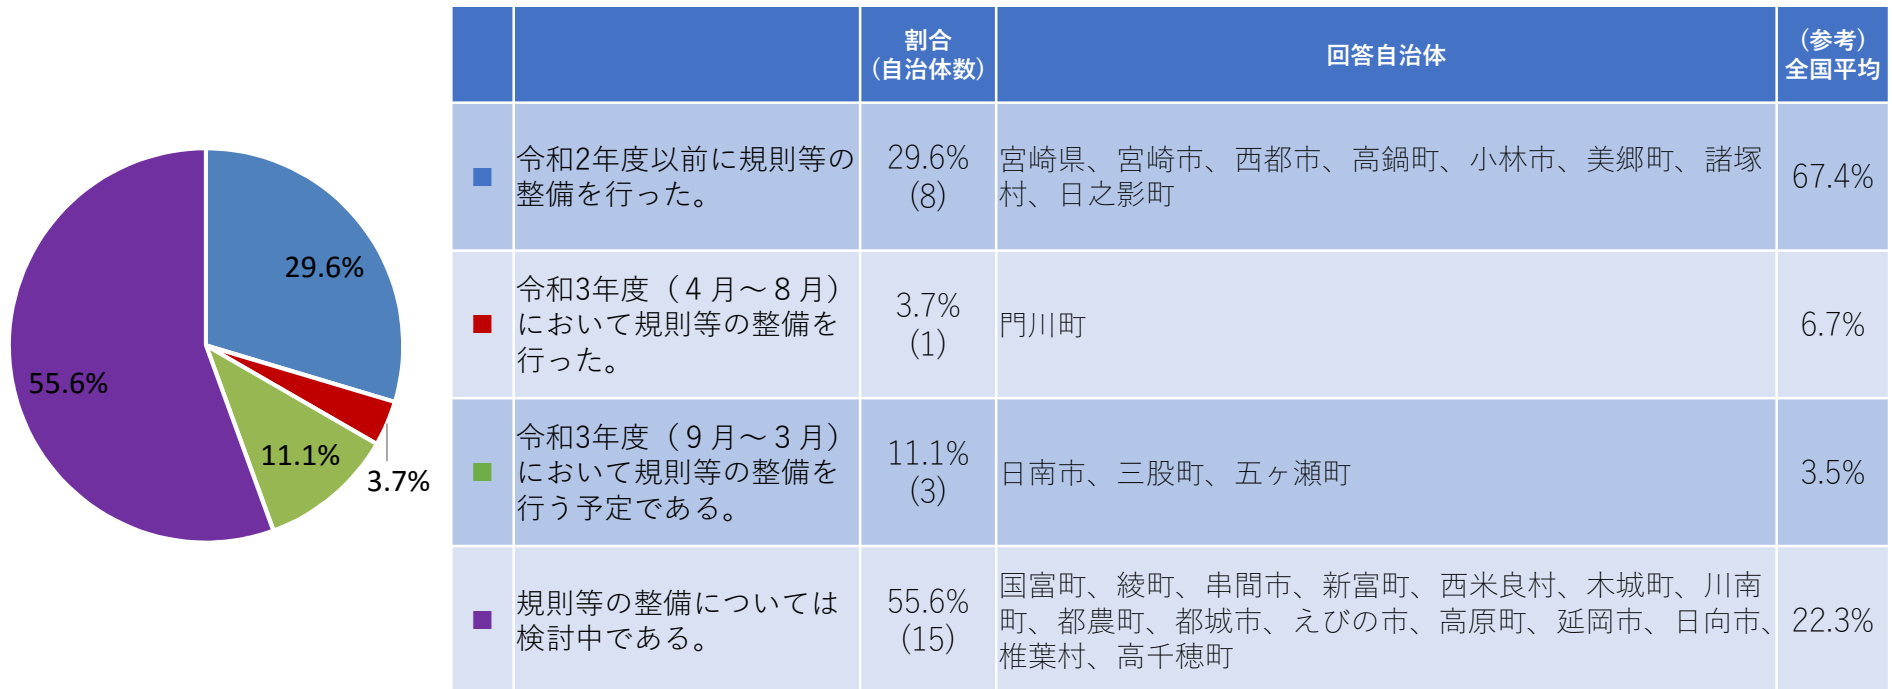 29.6%
55.6%
11.1%
3.7%
割合
(自治体数)
回答自治体
(参考)
全国平均
令和2年度以前に規則等の
整備を行った。
29.6%
(8)
宮崎県、宮崎市、西都市、高鍋町、小林市、美郷町、諸塚
村、日之影町
67.4%
令和3年度（４月～８月）
において規則等の整備を
行った。
3.7%
(1)
門川町
6.7%
令和3年度（９月～３月）
において規則等の整備を
行う予定である。
11.1%
(3)
日南市、三股町、五ヶ瀬町
3.5%
規則等の整備については
検討中である。
55.6%
(15)
国富町、綾町、串間市、新富町、西米良村、木城町、川南
町、都農町、都城市、えびの市、高原町、延岡市、日向市、
椎葉村、高千穂町
22.3%